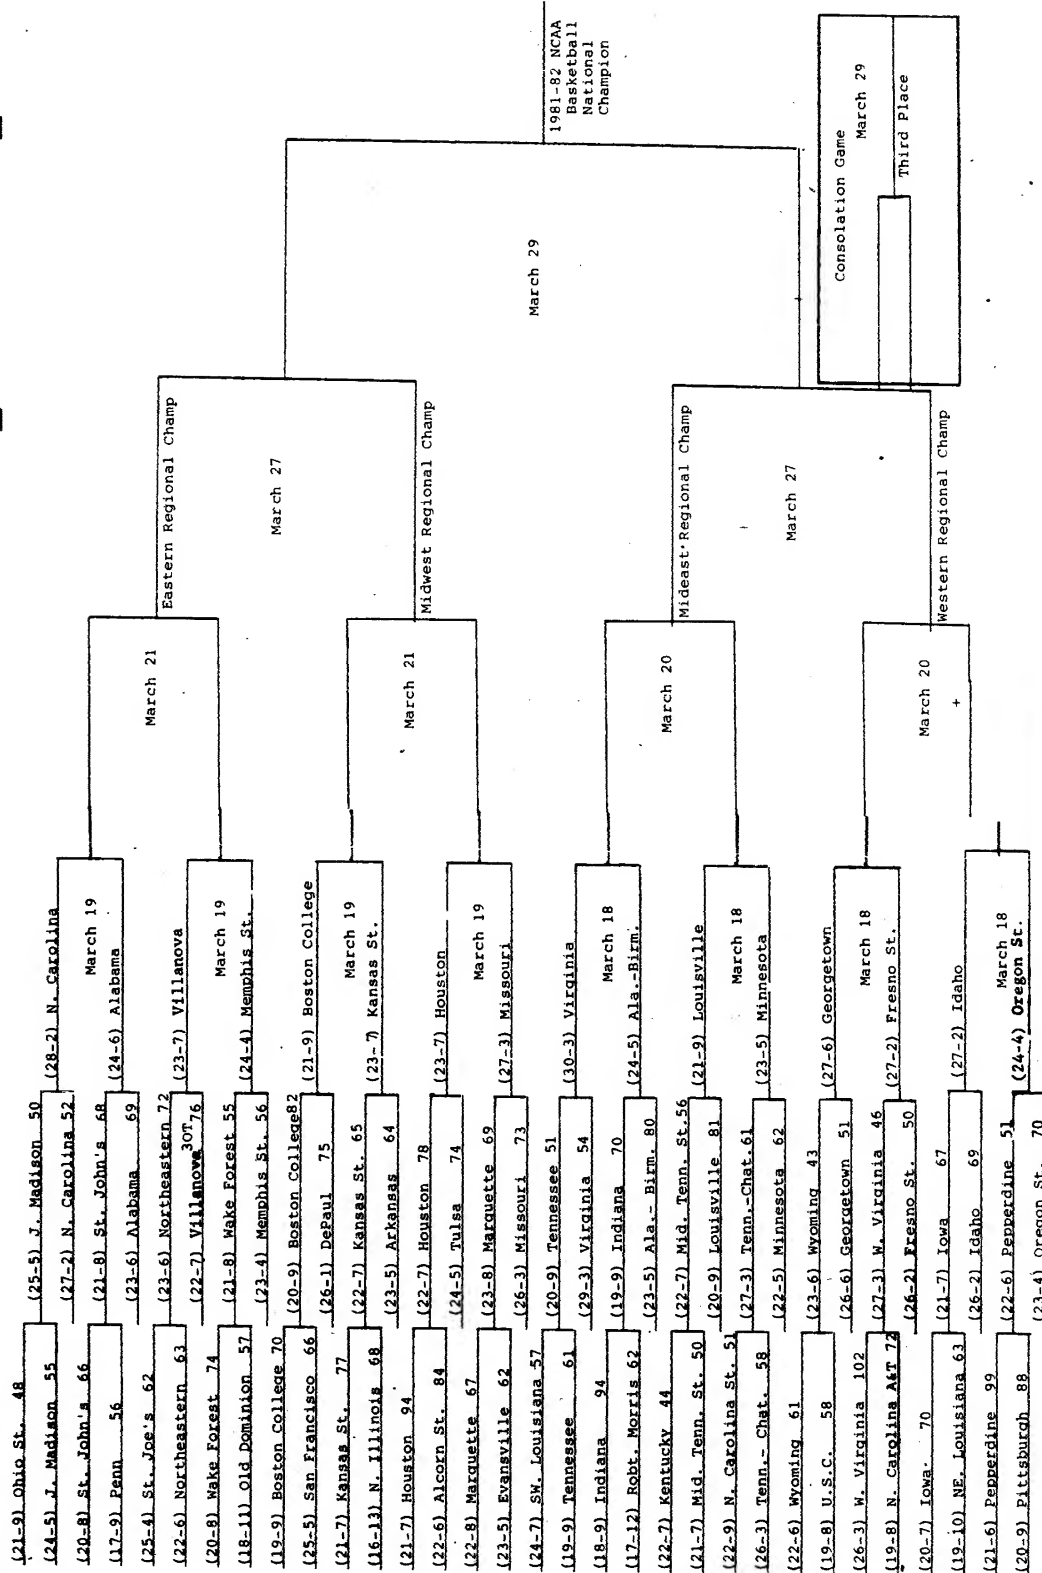 (21-9) Ohio St. 48
(24-5) J. Madison 55
(20-8) St. John's 66
(17-9) Penn 56
(25-4) St. Joe's 62
(22-6) Northeastern 63
(20-8) Wake Forest 74
(18-11) Old Dominion 57
(19-9) Boston College 70
(25-5) San Francisco 66
(21-7) Kansas St. 77
(16-13) N. Illinois 68
(21-7) Houston 94
(22-6) Alcorn St. 84
(22-8) Marquette 67
(23-5) Evansville 62
(24-7) SW. Louisiana 57
(19-9) Tennessee 61
(18-9) Indiana 94
(17-12) Robt. Morris 62
(22-7) Kentucky 44
(21-7) Mid. Tenn. St. 50
(22-9) N. Carolina St. 51
(26-3) Tenn.- Chat. 58
(22-6) Wyoming 61
(19-8) U.S.C. 58
(26-3) W. Virginia 102
(19-8) N. Carolina A&T 72
(20-7) Iowa 70
(19-10) NE. Louisiana 63
(21-6) Pepperdine 99
(20-9) Pittsburgh 88
(25-5) J. Madison 50
(27-2) N. Carolina 52
(21-8) St. John's 68
(23-6) Alabama 69
(23-6) Northeastern 72
(22-7) Villanova 3OT 76
(21-8) Wake Forest 55
(23-4) Memphis St. 56
(20-9) Boston College82
(26-1) DePaul 75
(22-7) Kansas St. 65
(23-5) Arkansas 64
(22-7) Houston 78
(24-5) Tulsa 74
(23-8) Marquette 69
(26-3) Missouri 73
(20-9) Tennessee 51
(29-3) Virginia 54
(19-9) Indiana 70
(23-5) Ala.- Birm. 80
(22-7) Mid. Tenn. St.56
(20-9) Louisville 81
(27-3) Tenn.-Chat.61
(22-5) Minnesota 62
(23-6) Wyoming 43
(26-6) Georgetown 51
(27-3) W. Virginia 46
(26-2) Fresno St. 50
(21-7) Iowa 67
(26-2) Idaho 69
(22-6) Pepperdine 51
(23-4) Oregon St. 70
(28-2) N. Carolina
March 19
(24-6) Alabama
(23-7) Villanova
March 19
(24-4) Memphis St.
(21-9) Boston College
March 19
(23-7) Kansas St.
(23-7) Houston
March 19
(27-3) Missouri
(30-3) Virginia
March 18
(24-5) Ala.-Birm.
(21-9) Louisville
March 18
(23-5) Minnesota
(27-6) Georgetown
March 18
(27-2) Fresno St.
(27-2) Idaho
March 18
(24-4) Oregon St.
March 21
March 21
March 20
March 20
Eastern Regional Champ
March 27
Midwest Regional Champ
Mideast Regional Champ
March 27
Western Regional Champ
March 29
1981-82 NCAA
Basketball
National
Champion
Consolation Game
March 29
Third Place